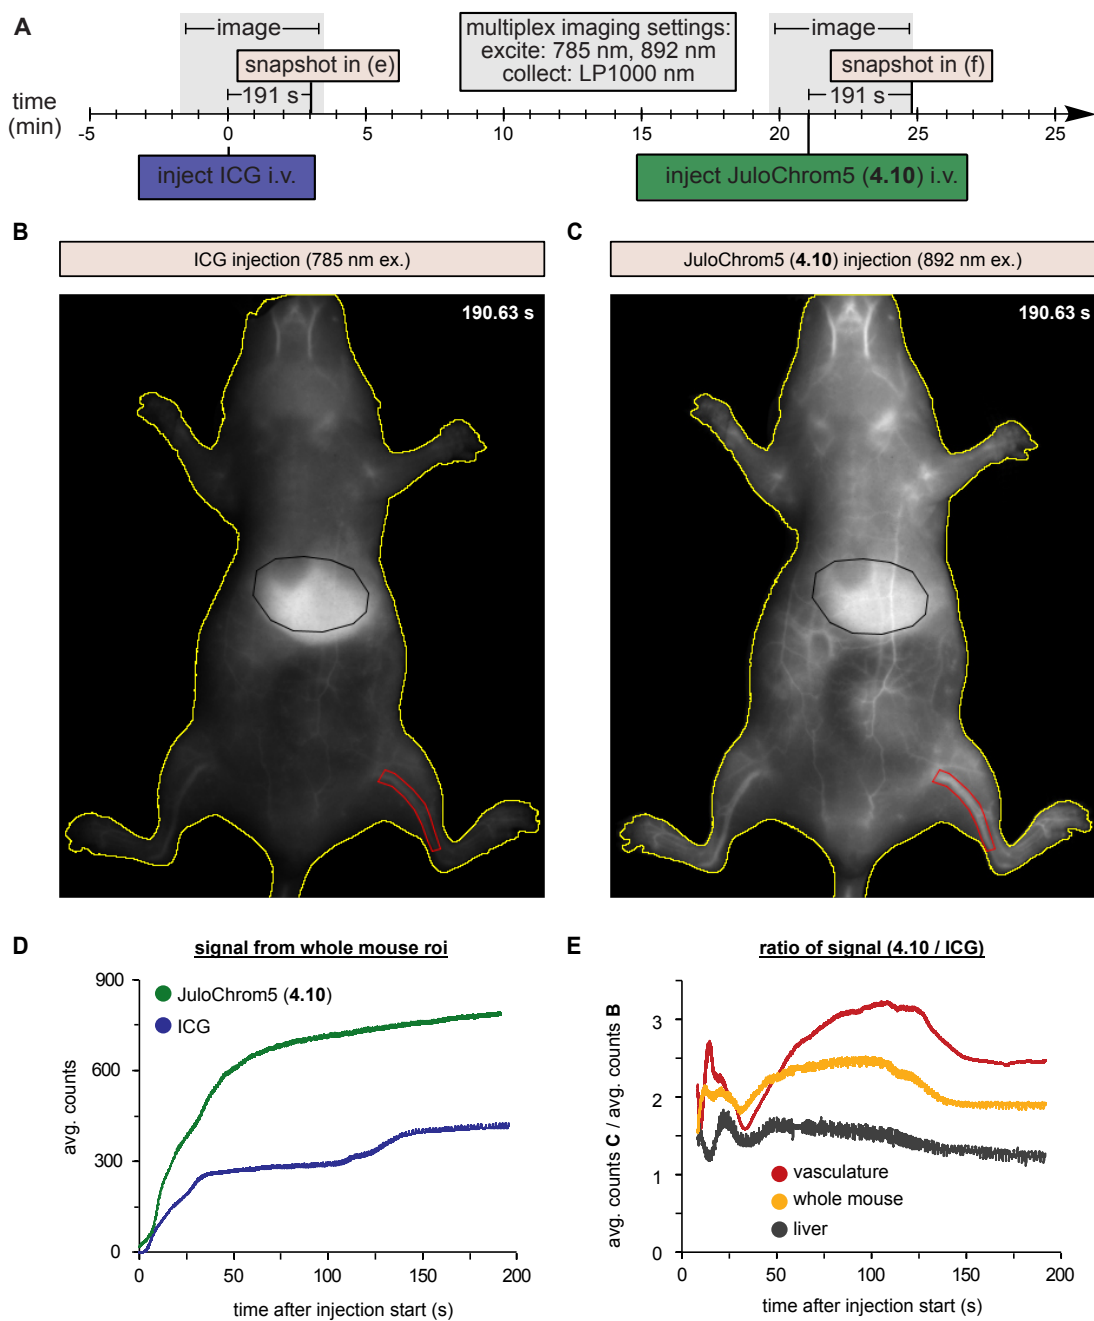 A
image
multiplex imaging settings:
excite: 785 nm, 892 nm
collect: LP1000 nm
image
snapshot in (e)
snapshot in (f)
time
(min)
191 s
191 s
-5 0 5 10 15 20 25 25
inject ICG i.v.
inject JuloChrom5 (4.10) i.v.
B
C
ICG injection (785 nm ex.)
JuloChrom5 (4.10) injection (892 nm ex.)
190.63 s
190.63 s
D
signal from whole mouse roi
900
600
300
0
avg. counts
JuloChrom5 (4.10)
ICG
0 50 100 150 200
time after injection start (s)
E
ratio of signal (4.10 / ICG)
3
2
1
0
avg. counts C / avg. counts B
vasculature
whole mouse
liver
0 50 100 150 200
time after injection start (s)